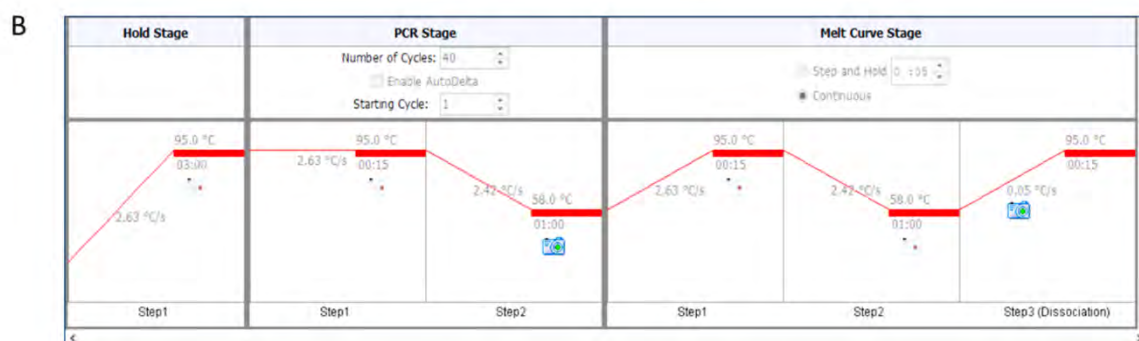 B
Hold Stage
PCR Stage
Melt Curve Stage
Number of Cycles: 40
Enable AutoDelta
Starting Cycle: 1
Step and Hold 0 :05
Continuous
95.0 °C
03:00
2.63 °C/s
95.0 °C
2.63 °C/s
00:15
2.42 °C/s
58.0 °C
01:00
95.0 °C
2.63 °C/s
00:15
2.42 °C/s
58.0 °C
01:00
95.0 °C
0.05 °C/s
00:15
Step1
Step1
Step2
Step1
Step2
Step3 (Dissociation)